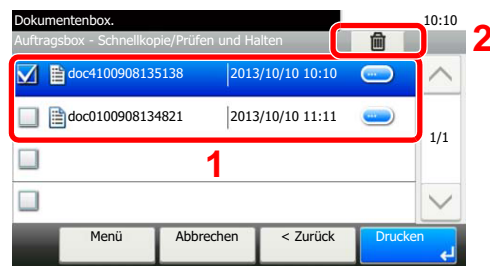 Dokumentenbox. 10:10
Auftragsbox - Schnellkopie/Prüfen und Halten 2
doc4100908135138 2013/10/10 10:10
doc0100908134821 2013/10/10 11:11
1/1
1
Menü Abbrechen < Zurück Drucken